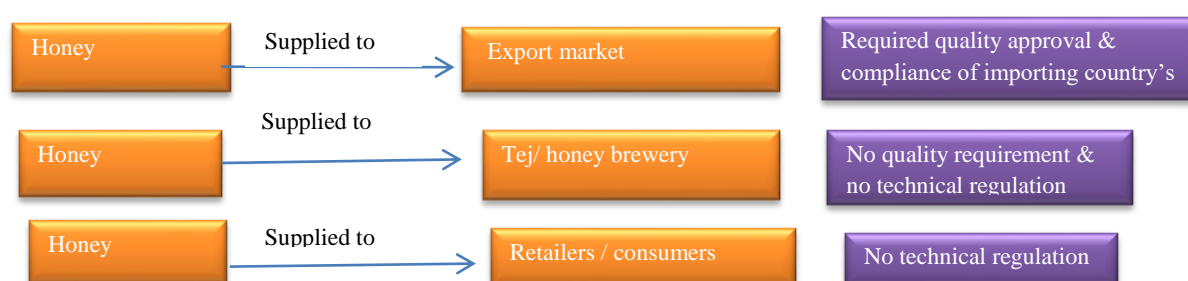 Honey
Supplied to
Export market
Required quality approval &
compliance of importing country's
Honey
Supplied to
Tej/ honey brewery
No quality requirement &
no technical regulation
Honey
Supplied to
Retailers / consumers
No technical regulation